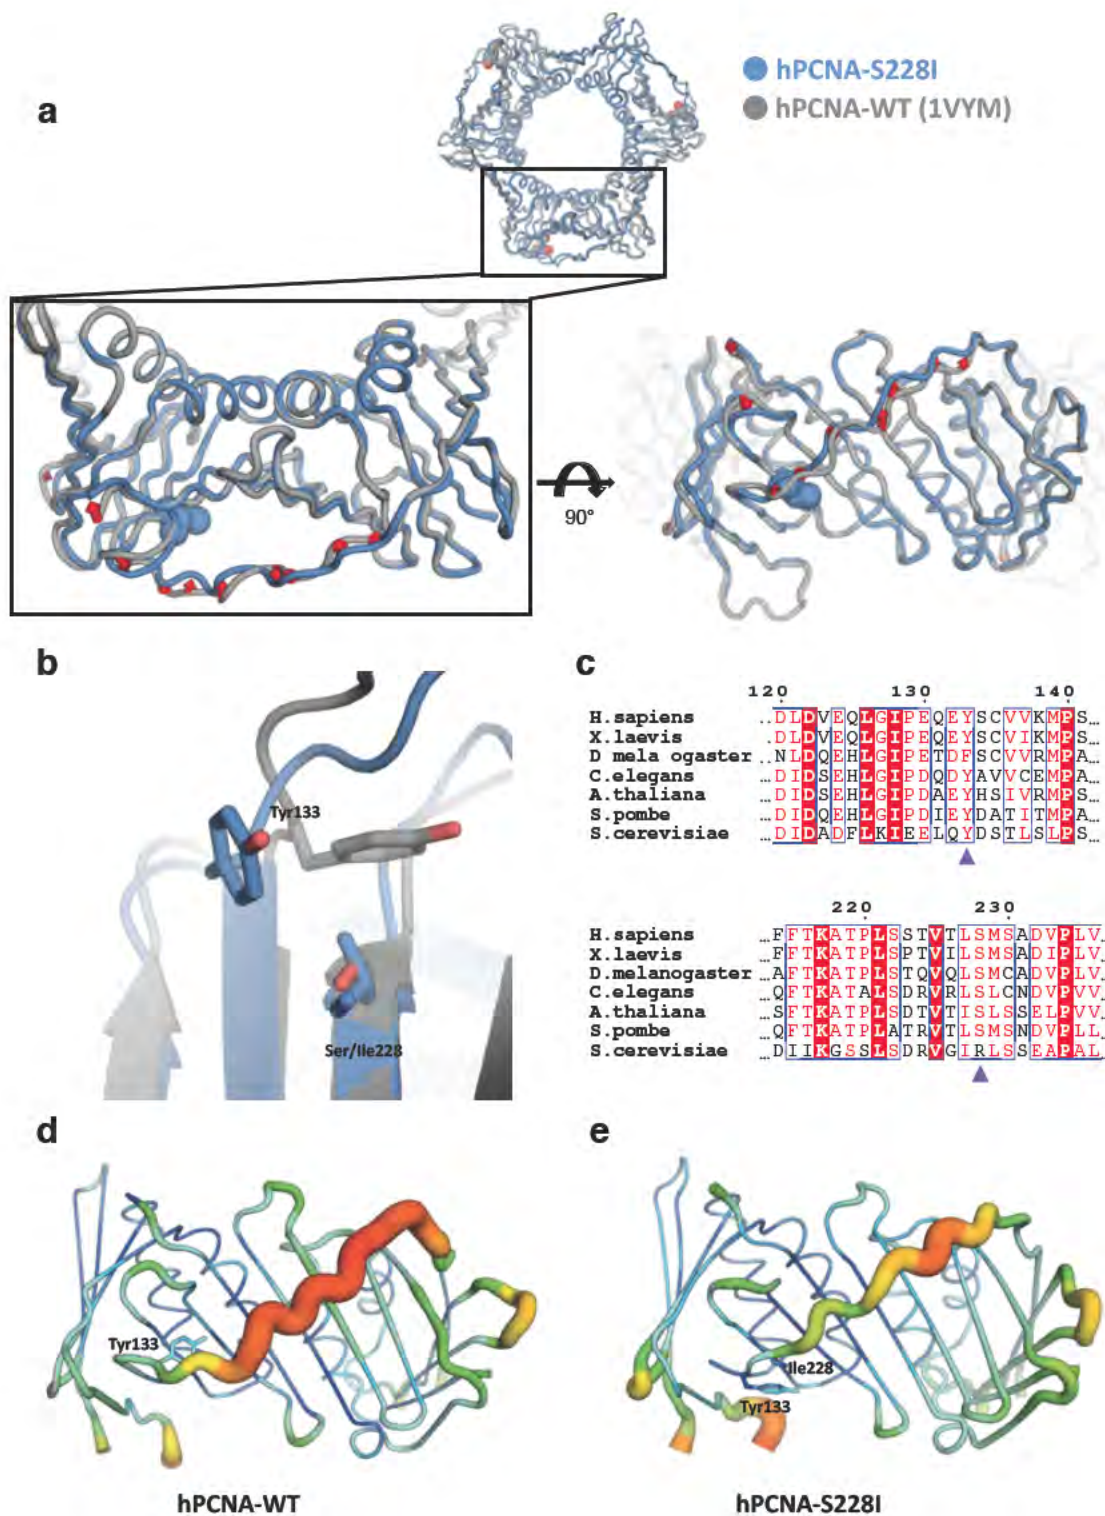 a
hPCNA-S228I
hPCNA-WT (1VYM)
90°
b
Tyr133
Ser/Ile228
c
120 130 140
H.sapiens ..DLDVEQLGIPEQEYSCVVKMPS...
X.laevis ..DLDVEQLGIPEQEYSCVIKMPS...
D mela ogaster ..NLDQEHLGIPETDFSCVVRMPA...
C.elegans ...DIDSEHLGIPDQDYAVVCEMPA...
A.thaliana ...DIDSEHLGIPDAEYHSIVRMPS...
S.pombe ...DIDQEHLGIPDIEYDATITMPA...
S.cerevisiae ...DIDADFLKIEELQYDSTLSLPS...
220 230
H.sapiens ...FFTKATPLSSTVTLSMSADVPLV..
X.laevis ...FFTKATPLSPTVILSMSADIPLV..
D.melanogaster ...AFTKATPLSTQVQLSMCADVPLV..
C.elegans ...QFTKATALSDRVRLSLCNDVPVV..
A.thaliana ...SFTKATPLSDTVTISLSSELPVV..
S.pombe ...QFTKATPLATRVTLSMSNDVPLL..
S.cerevisiae ...DIIKGSSLSDRVGIRLSSEAPAL..
d
Tyr133
hPCNA-WT
e
Ile228
Tyr133
hPCNA-S228I